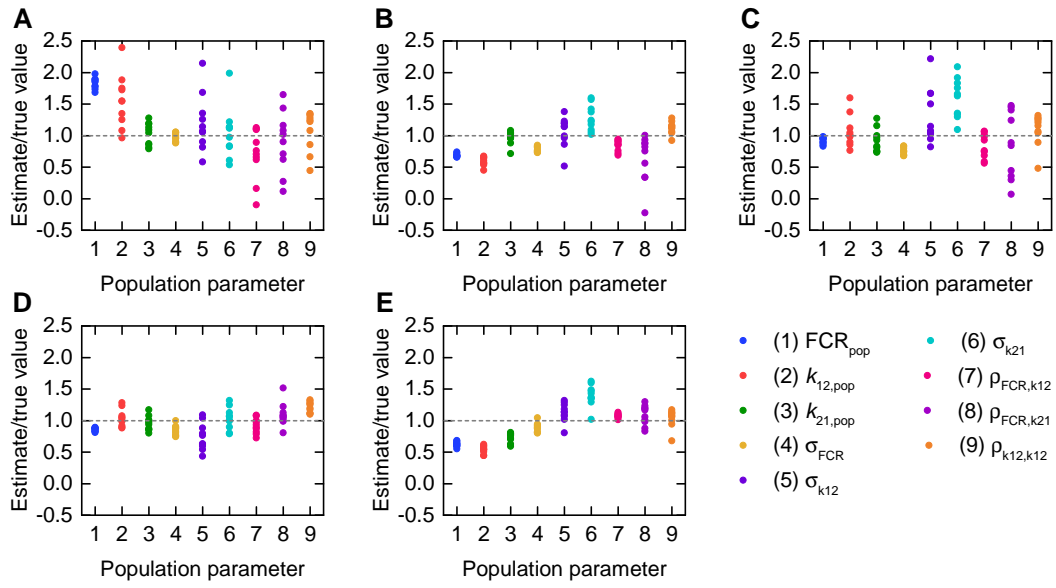 A
Estimate/true value
2.5
2.0
1.5
1.0
0.5
0.0
-0.5
1 2 3 4 5 6 7 8 9
Population parameter
B
Estimate/true value
2.5
2.0
1.5
1.0
0.5
0.0
-0.5
1 2 3 4 5 6 7 8 9
Population parameter
C
Estimate/true value
2.5
2.0
1.5
1.0
0.5
0.0
-0.5
1 2 3 4 5 6 7 8 9
Population parameter
D
Estimate/true value
2.5
2.0
1.5
1.0
0.5
0.0
-0.5
1 2 3 4 5 6 7 8 9
Population parameter
E
Estimate/true value
2.5
2.0
1.5
1.0
0.5
0.0
-0.5
1 2 3 4 5 6 7 8 9
Population parameter
(1) FCRpop
(2) k12,pop
(3) k21,pop
(4) σFCR
(5) σk12
(6) σk21
(7) ρFCR,k12
(8) ρFCR,k21
(9) ρk12,k12